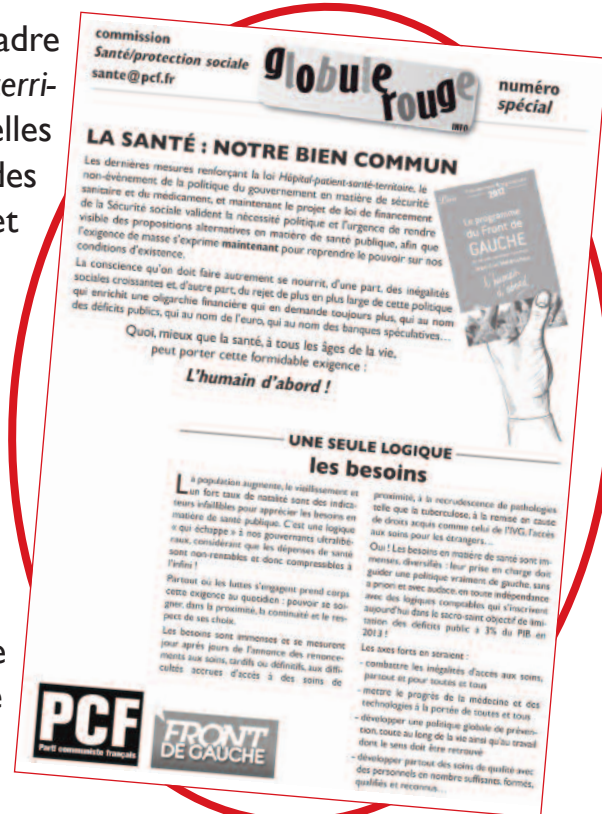 adre
erri-
elles
des
et
e
e
commission
Santé/protection sociale
sante@pcf.fr
globule
rouge
INFO
numéro
spécial
LA SANTÉ : NOTRE BIEN COMMUN
Les dernières mesures renforçant la loi Hôpital-patient-santé-territoire, le
non-évènement de la politique du gouvernement en matière de sécurité
sanitaire et du médicament, et maintenant le projet de loi de financement
de la Sécurité sociale valident la nécessité politique et l'urgence de rendre
visible des propositions alternatives en matière de santé publique, afin que
l'exigence de masse s'exprime maintenant pour reprendre le pouvoir sur nos
conditions d'existence.
La conscience qu'on doit faire autrement se nourrit, d'une part, des inégalités
sociales croissantes et, d'autre part, du rejet de plus en plus large de cette politique
qui enrichit une oligarchie financière qui en demande toujours plus, qui au nom
des déficits publics, qui au nom de l'euro, qui au nom des banques spéculatives…
Le programme
du Front de
GAUCHE
L'humain
d'abord
Quoi, mieux que la santé, à tous les âges de la vie,
peut porter cette formidable exigence :
L'humain d'abord !
UNE SEULE LOGIQUE
les besoins
La population augmente, le vieillissement et
un fort taux de natalité sont des indica-
teurs infaillibles pour apprécier les besoins en
matière de santé publique. C'est une logique
« qui échappe » à nos gouvernants ultralibé-
raux, considérant que les dépenses de santé
sont non-rentables et donc compressibles à
l'infini !
Partout où les luttes s'engagent prend corps
cette exigence au quotidien : pouvoir se soi-
gner, dans la proximité, la continuité et le res-
pect de ses choix.
Les besoins sont immenses et se mesurent
jour après jours de l'annonce des renonce-
ments aux soins, tardifs ou définitifs, aux diffi-
cultés accrues d'accès à des soins de
proximité, à la recrudescence de pathologies
telle que la tuberculose, à la remise en cause
de droits acquis comme celui de l'IVG, l'accès
aux soins pour les étrangers…
Oui ! Les besoins en matière de santé sont im-
menses, diversifiés : leur prise en charge doit
guider une politique vraiment de gauche, sans
a priori et avec audace, en toute indépendance
avec des logiques comptables qui s'inscrivent
aujourd'hui dans le sacro-saint objectif de limi-
tation des déficits public à 3% du PIB en
2013 !
Les axes forts en seraient :
- combattre les inégalités d'accès aux soins,
partout et pour toutes et tous
- mettre le progrès de la médecine et des
technologies à la portée de toutes et tous
- développer une politique globale de préven-
tion, toute au long de la vie ainsi qu'au travail
dont le sens doit être retrouvé
- développer partout des soins de qualité avec
des personnels en nombre suffisants, formés,
qualifiés et reconnus…
PCF
Parti communiste français
FRONT
DE GAUCHE